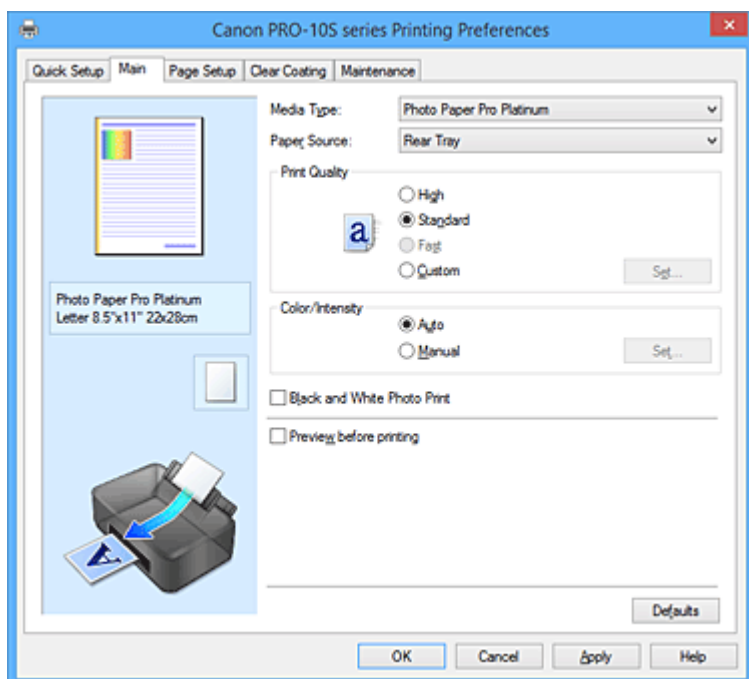 Canon PRO-10S series Printing Preferences
Quick Setup Main Page Setup Clear Coating Maintenance
Media Type: Photo Paper Pro Platinum
Paper Source: Rear Tray
Print Quality
High
Standard
Fast
Custom Set...
a
Photo Paper Pro Platinum
Letter 8.5"x11" 22x28cm
Color/Intensity
Auto
Manual Set...
Black and White Photo Print
Preview before printing
A
Defaults
OK Cancel Apply Help